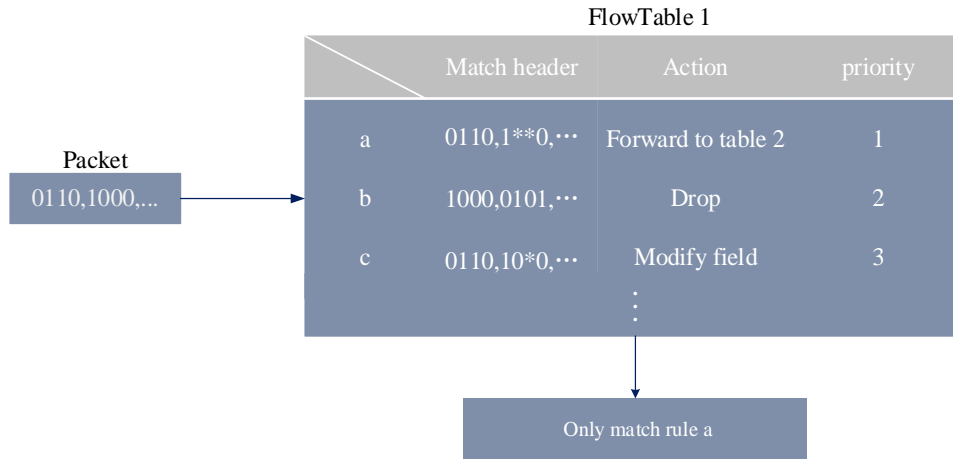 FlowTable 1
Match header Action priority
a 0110,1**0,⋯ Forward to table 2 1
Packet
0110,1000,...
b 1000,0101,⋯ Drop 2
c 0110,10*0,⋯ Modify field 3
⋮
Only match rule a